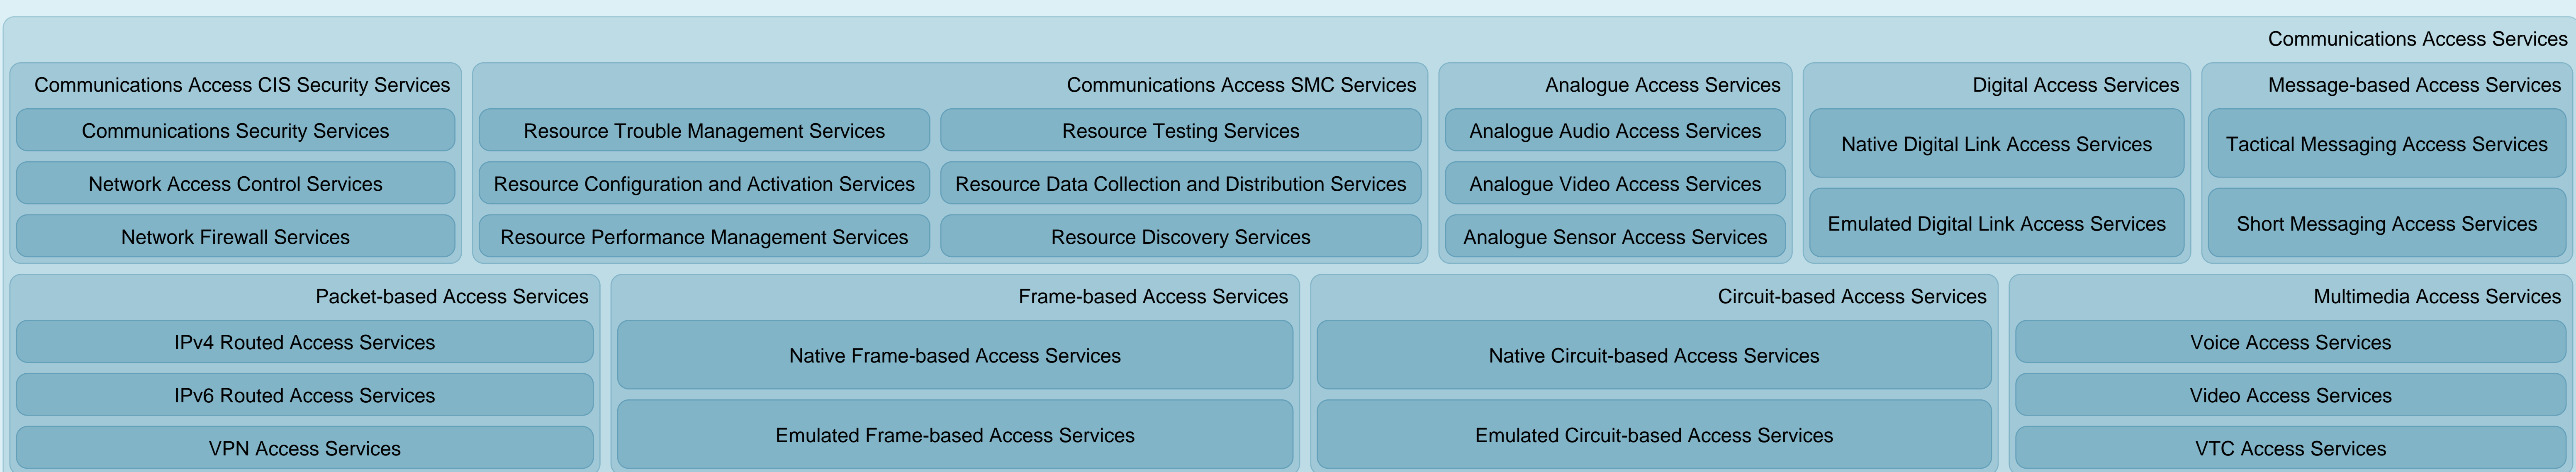 Communications Access Services
Communications Access CIS Security Services
Communications Security Services
Network Access Control Services
Network Firewall Services
Communications Access SMC Services
Resource Trouble Management Services
Resource Testing Services
Resource Configuration and Activation Services
Resource Data Collection and Distribution Services
Resource Performance Management Services
Resource Discovery Services
Analogue Access Services
Analogue Audio Access Services
Analogue Video Access Services
Analogue Sensor Access Services
Digital Access Services
Native Digital Link Access Services
Emulated Digital Link Access Services
Message-based Access Services
Tactical Messaging Access Services
Short Messaging Access Services
Packet-based Access Services
IPv4 Routed Access Services
IPv6 Routed Access Services
VPN Access Services
Frame-based Access Services
Native Frame-based Access Services
Emulated Frame-based Access Services
Circuit-based Access Services
Native Circuit-based Access Services
Emulated Circuit-based Access Services
Multimedia Access Services
Voice Access Services
Video Access Services
VTC Access Services